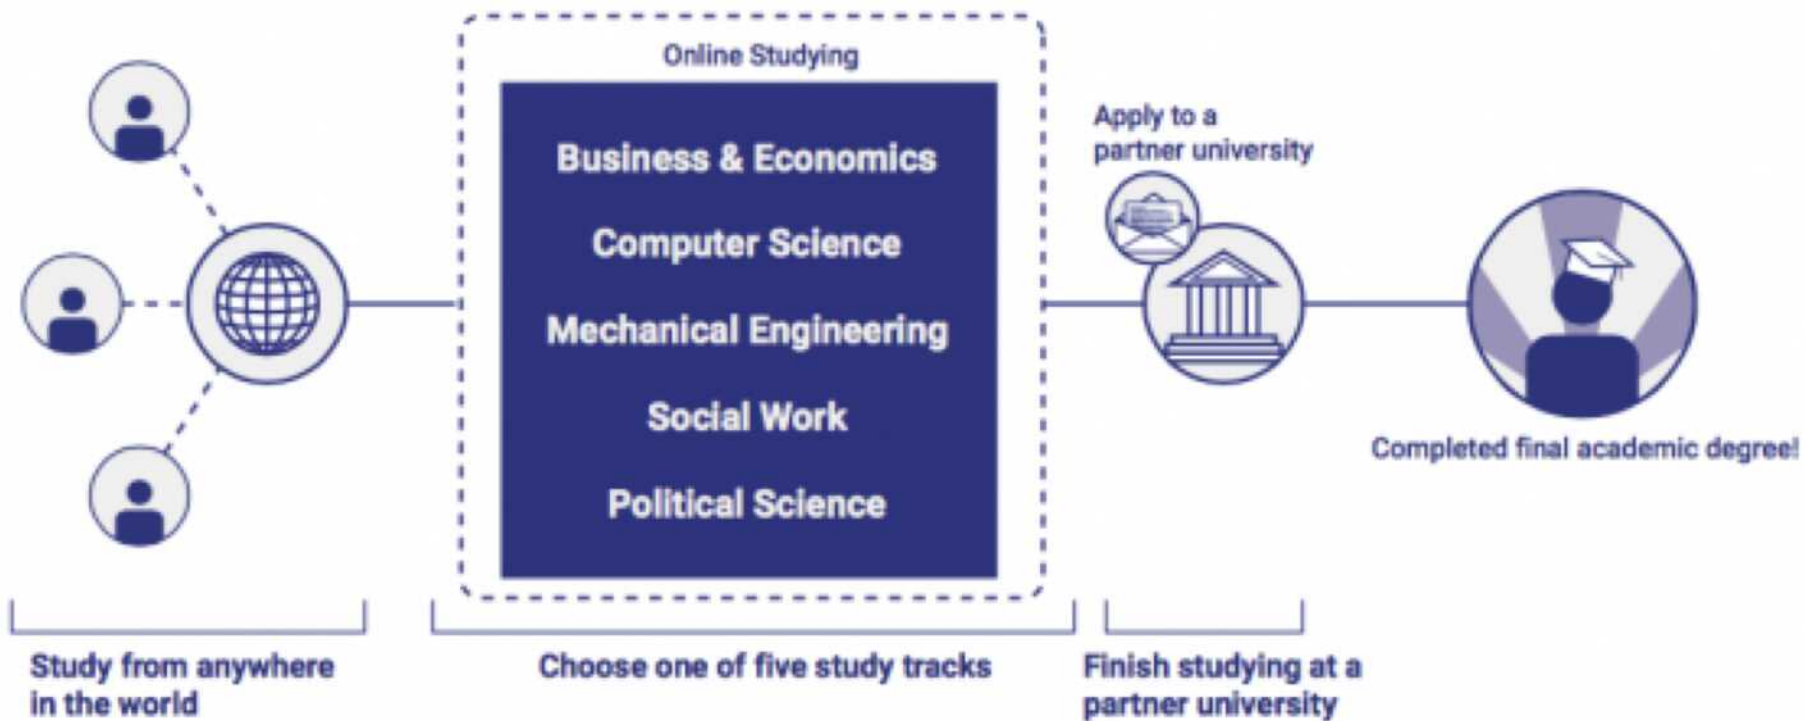 Online Studying
Business & Economics
Computer Science
Mechanical Engineering
Social Work
Political Science
Apply to a
partner university
Completed final academic degree!
Study from anywhere
in the world
Choose one of five study tracks
Finish studying at a
partner university